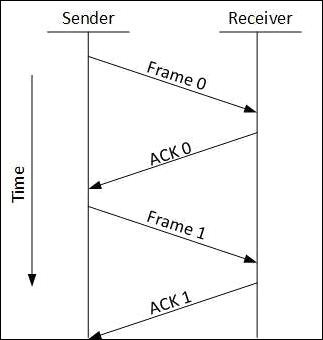 Sender
Receiver
Frame 0
ACK 0
Time
Frame 1
ACK 1